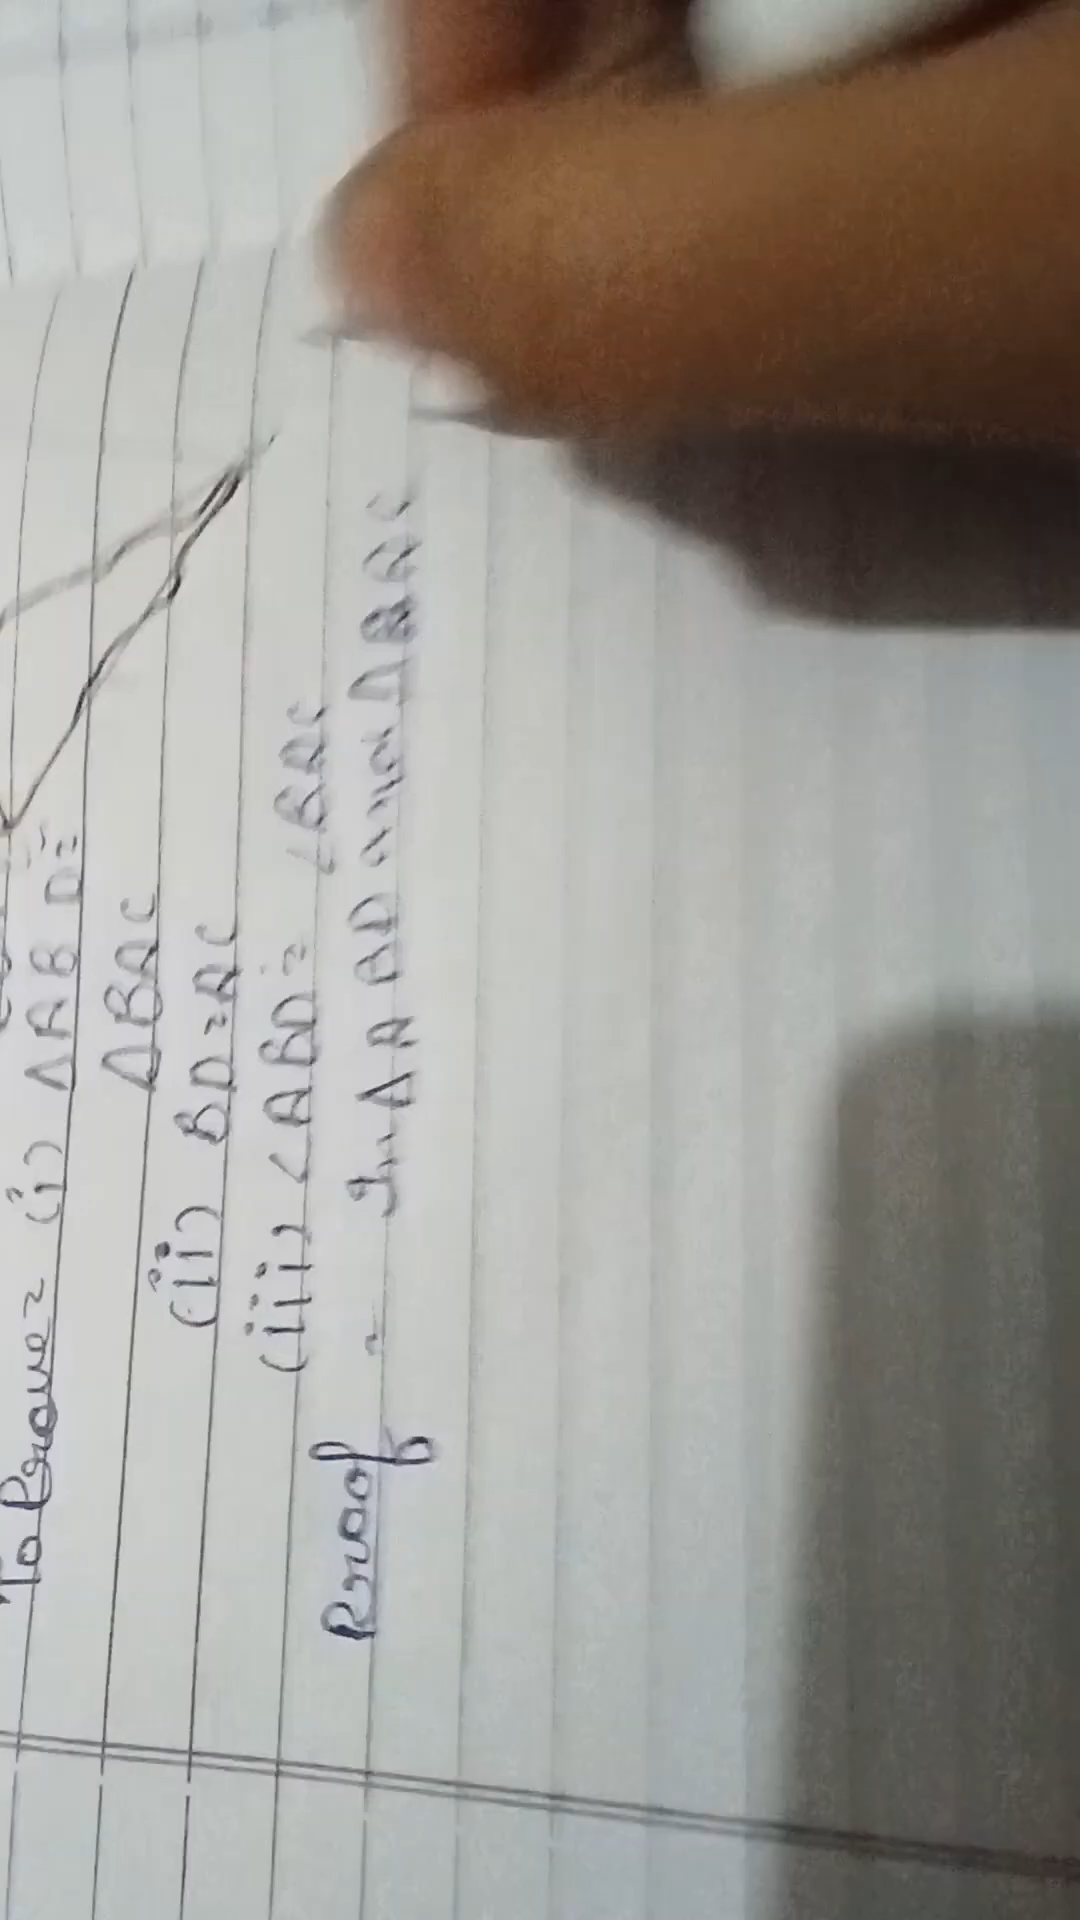 To Prove = (i) ΔABD ≅
ΔBAC
(ii) BD = AC
(iii) <ABD = <BAC
Proof = In ΔABD and ΔBAC